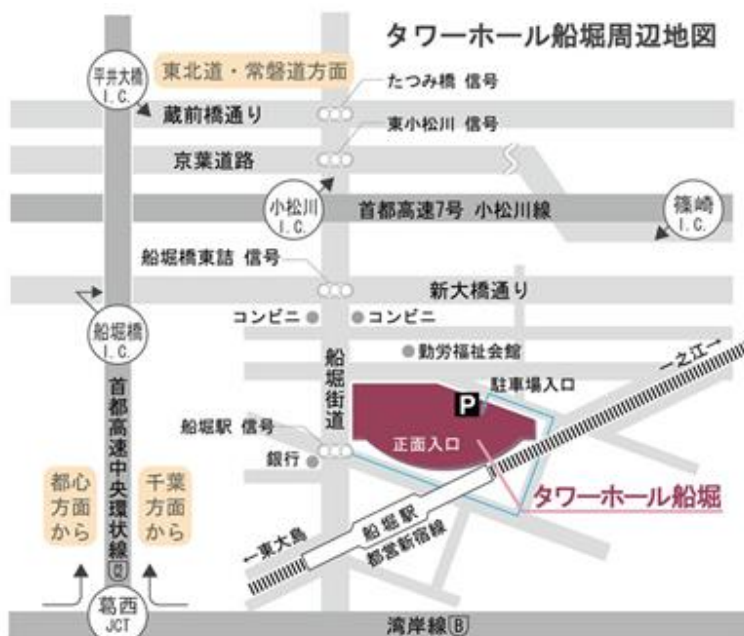 タワーホール船堀周辺地図
平井大橋
I.C.
東北道・常磐道方面
たつみ橋 信号
蔵前橋通り
東小松川 信号
京葉道路
小松川
I.C.
首都高速7号 小松川線
篠崎
I.C.
船堀橋東詰 信号
新大橋通り
コンビニ
コンビニ
船堀橋
I.C.
勤労福祉会館
一之江→
船堀街道
駐車場入口
P
首都高速中央環状線
C2
船堀駅 信号
正面入口
銀行
タワーホール船堀
都心
方面
から
千葉
方面
から
船堀駅
都営新宿線
←東大島
葛西
JCT
湾岸線 B